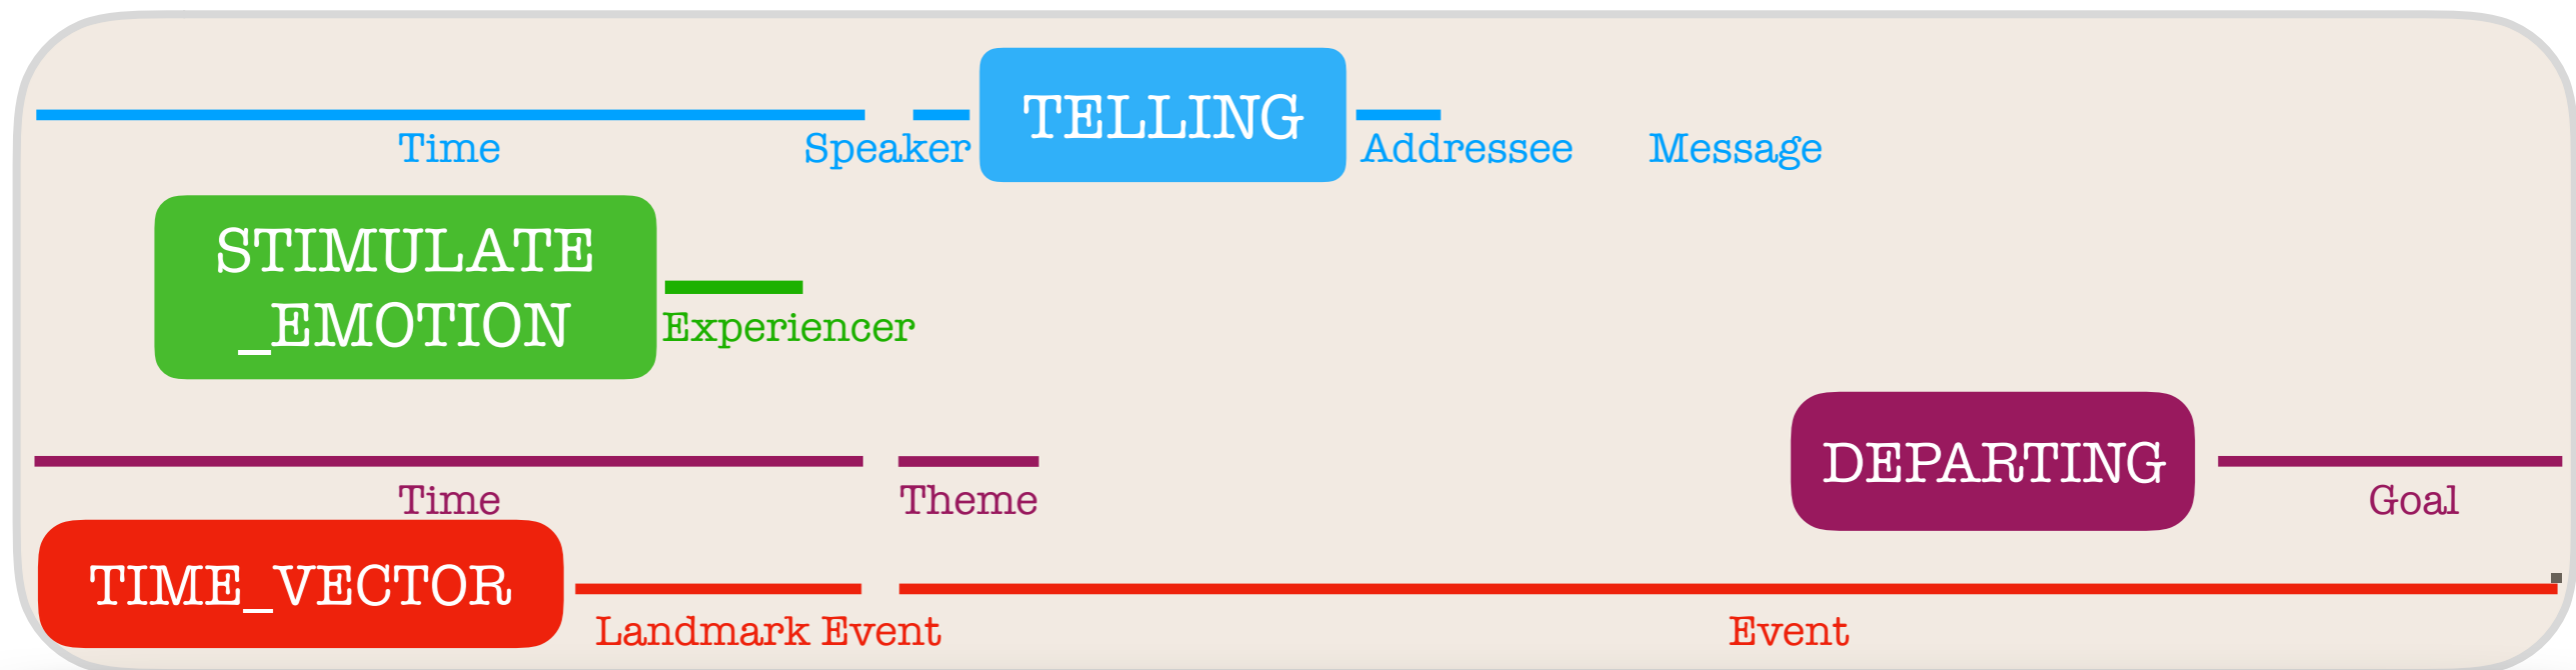 TELLING
Time
Speaker
Addressee
Message
STIMULATE
_EMOTION
Experiencer
DEPARTING
Time
Theme
Goal
TIME_VECTOR
Landmark Event
Event